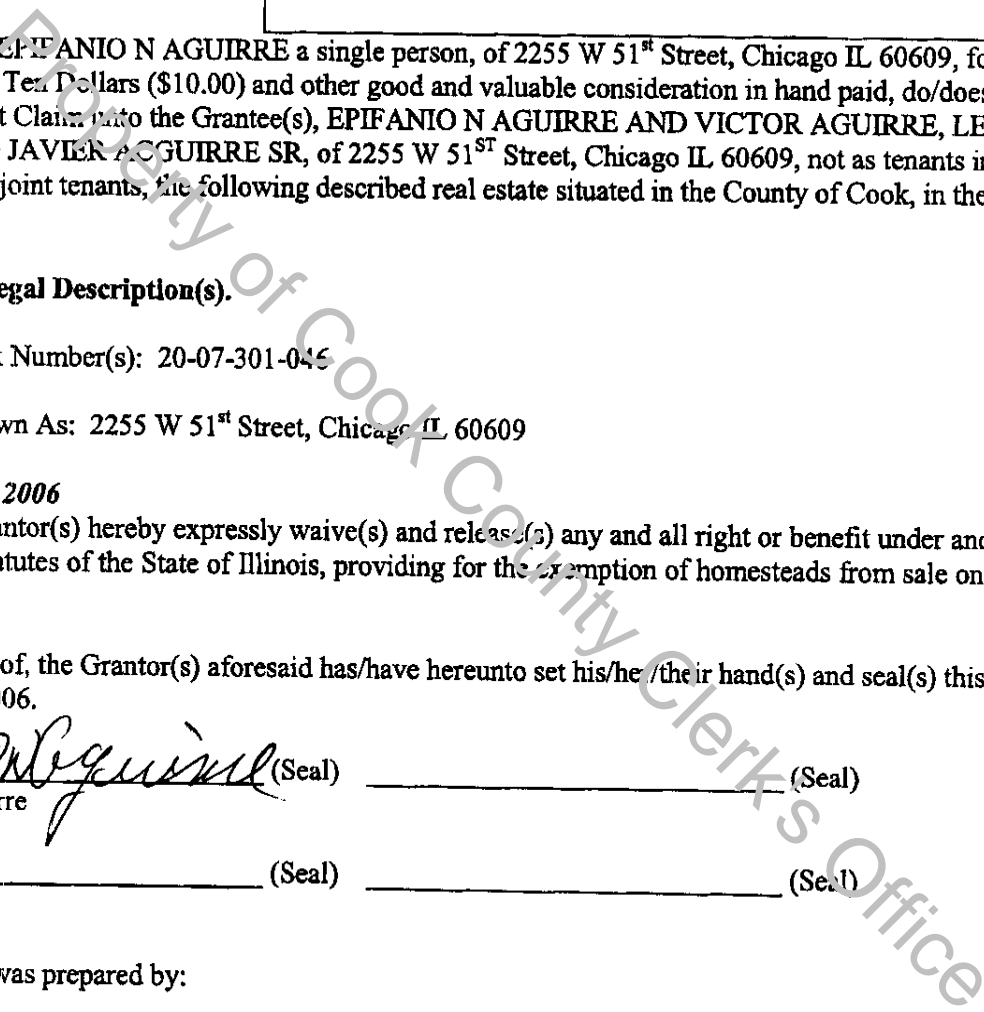 EPIFANIO N AGUIRRE a single person, of 2255 W 51st Street, Chicago IL 60609, fo
Ten Dollars ($10.00) and other good and valuable consideration in hand paid, do/does
t Claim unto the Grantee(s), EPIFANIO N AGUIRRE AND VICTOR AGUIRRE, LE
JAVIER AGGUIRRE SR, of 2255 W 51ST Street, Chicago IL 60609, not as tenants i
joint tenants, the following described real estate situated in the County of Cook, in the
egal Description(s).
Number(s): 20-07-301-046
wn As: 2255 W 51st Street, Chicago IL 60609
2006
antor(s) hereby expressly waive(s) and release(s) any and all right or benefit under and
atutes of the State of Illinois, providing for the exemption of homesteads from sale on
of, the Grantor(s) aforesaid has/have hereunto set his/her/their hand(s) and seal(s) this
06.
Aguirre (Seal) (Seal)
rre
(Seal) (Seal)
was prepared by:
Property of Cook County Clerk's Office